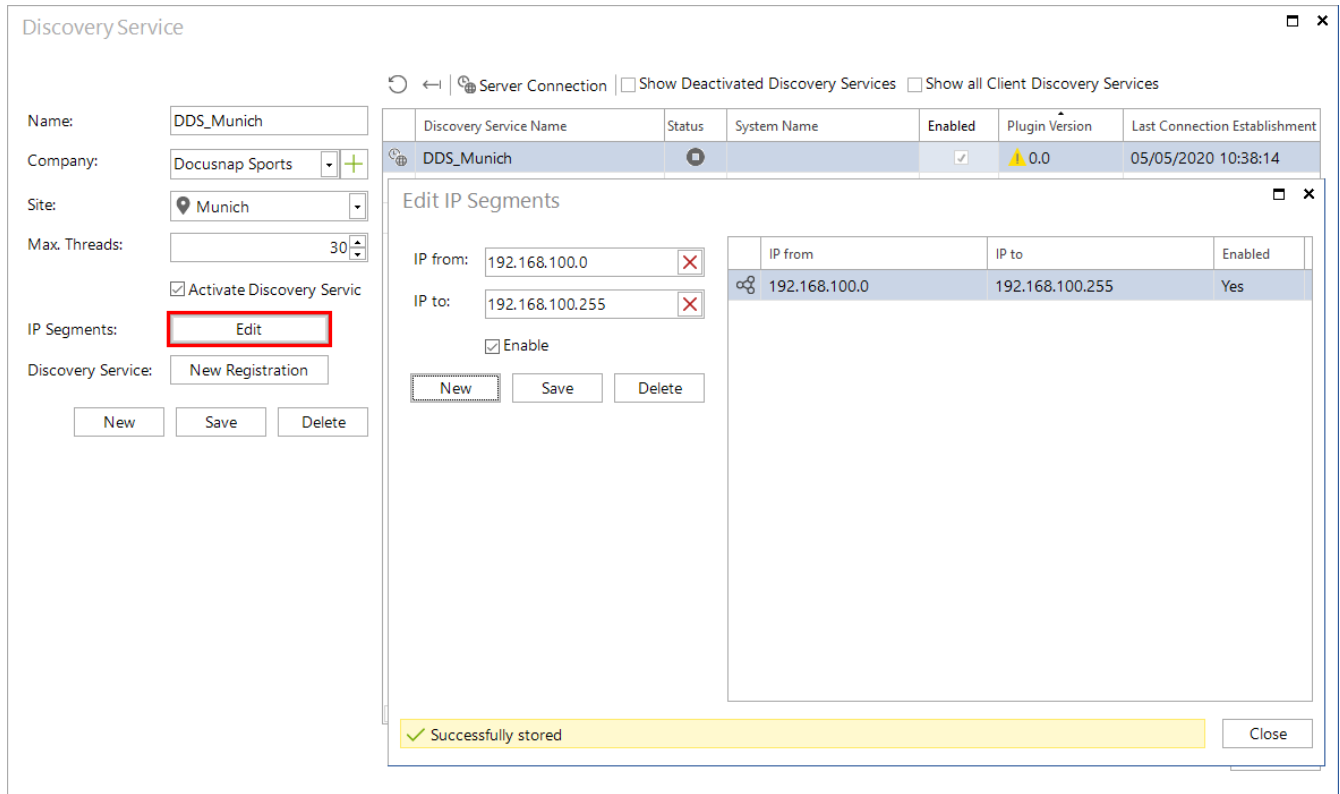 Discovery Service
Server Connection Show Deactivated Discovery Services Show all Client Discovery Services
Name: DDS_Munich
Company: Docusnap Sports
Site: Munich
Max. Threads: 30
Activate Discovery Servic
IP Segments: Edit
Discovery Service: New Registration
New Save Delete
Discovery Service Name Status System Name Enabled Plugin Version Last Connection Establishment
DDS_Munich 0.0 05/05/2020 10:38:14
Edit IP Segments
IP from: 192.168.100.0
IP to: 192.168.100.255
Enable
New Save Delete
IP from IP to Enabled
192.168.100.0 192.168.100.255 Yes
Successfully stored
Close